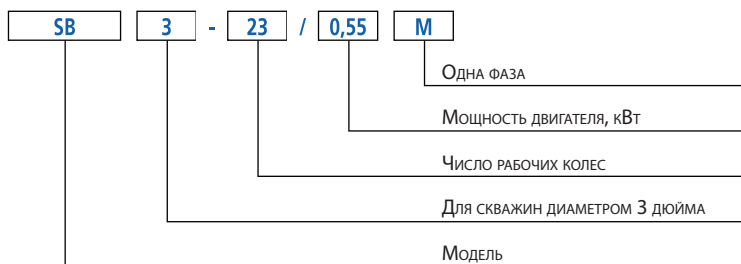 SB 3 - 23 / 0,55 M
Одна фаза
Мощность двигателя, кВт
Число рабочих колес
Для скважин диаметром 3 дюйма
Модель